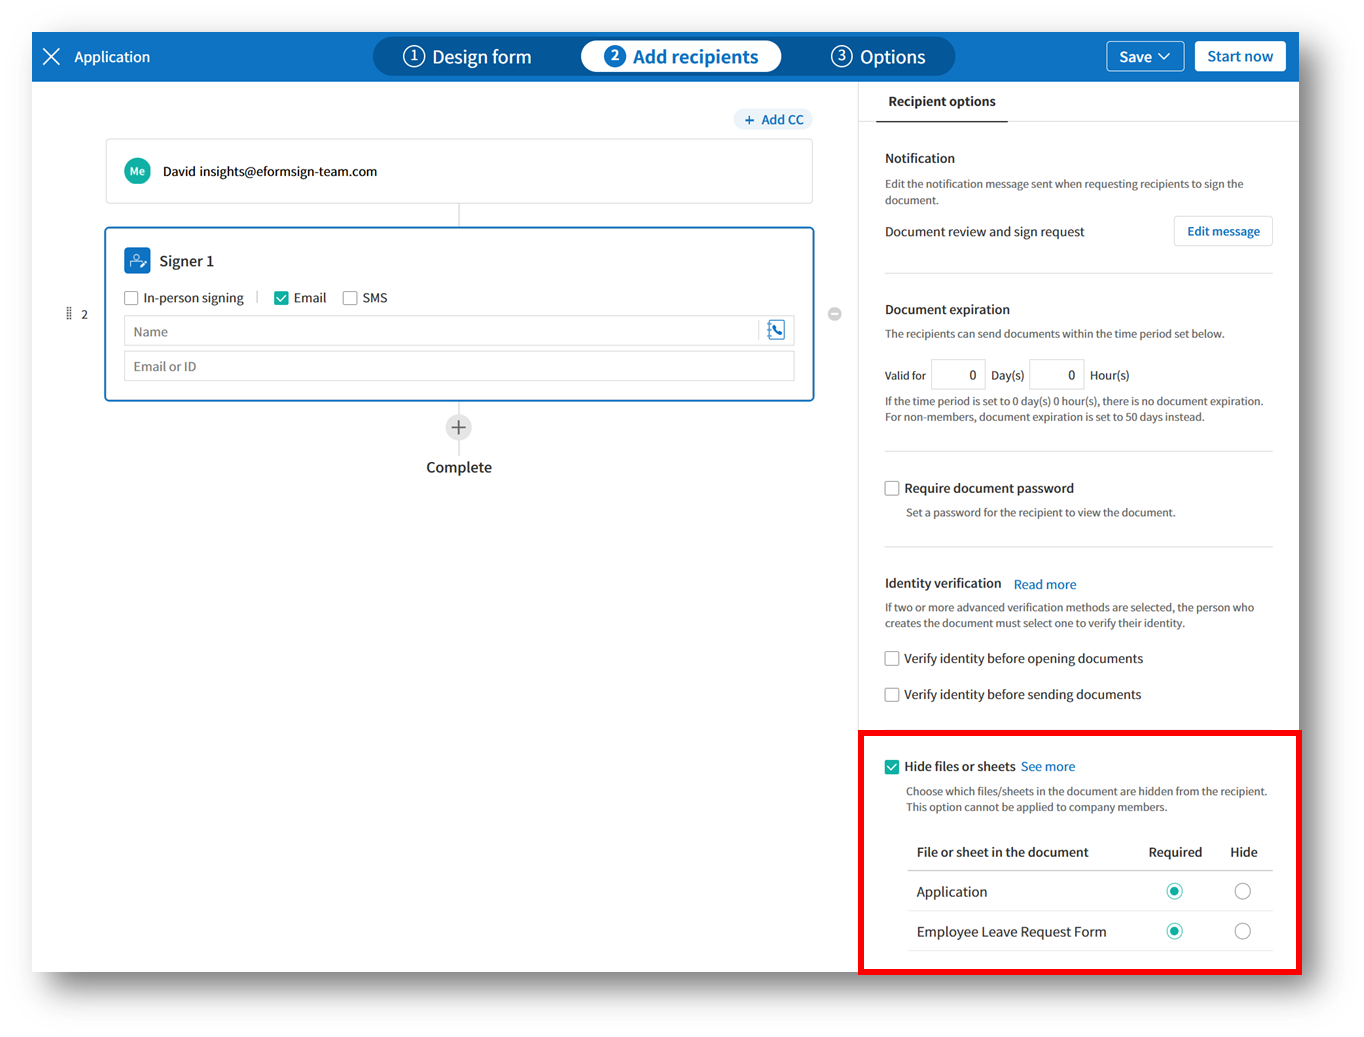 Application
1 Design form
2 Add recipients
3 Options
Save
Start now
+ Add CC
Me David insights@eformsign-team.com
2
Signer 1
In-person signing
Email
SMS
Name
Email or ID
Complete
Recipient options
Notification
Edit the notification message sent when requesting recipients to sign the
document.
Document review and sign request
Edit message
Document expiration
The recipients can send documents within the time period set below.
Valid for 0 Day(s) 0 Hour(s)
If the time period is set to 0 day(s) 0 hour(s), there is no document expiration.
For non-members, document expiration is set to 50 days instead.
Require document password
Set a password for the recipient to view the document.
Identity verification Read more
If two or more advanced verification methods are selected, the person who
creates the document must select one to verify their identity.
Verify identity before opening documents
Verify identity before sending documents
Hide files or sheets See more
Choose which files/sheets in the document are hidden from the recipient.
This option cannot be applied to company members.
File or sheet in the document Required Hide
Application
Employee Leave Request Form